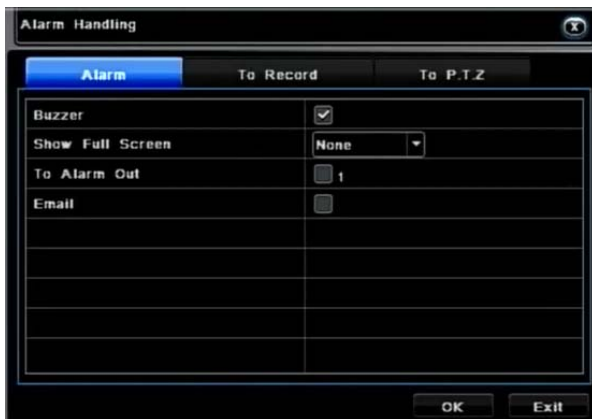 Alarm Handling X
Alarm To Record To P.T.Z
Buzzer
Show Full Screen None
To Alarm Out 1
Email
OK Exit